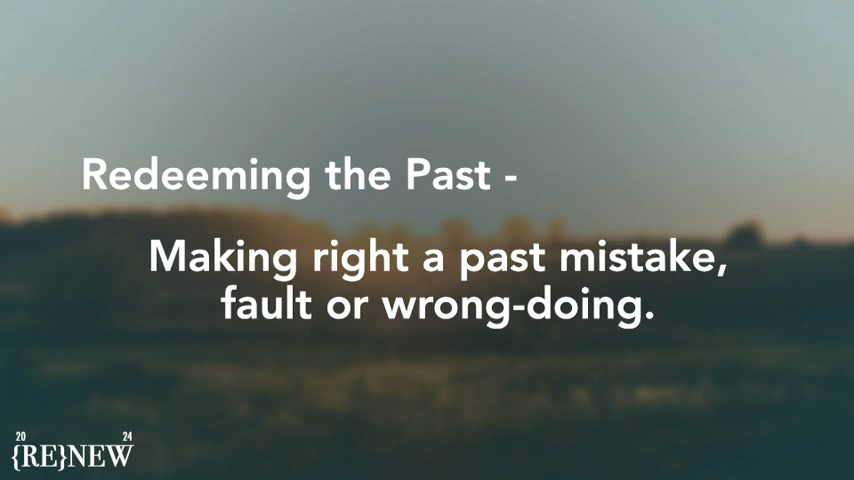 Redeeming the Past -
Making right a past mistake,
fault or wrong-doing.
20 24
{RE}NEW